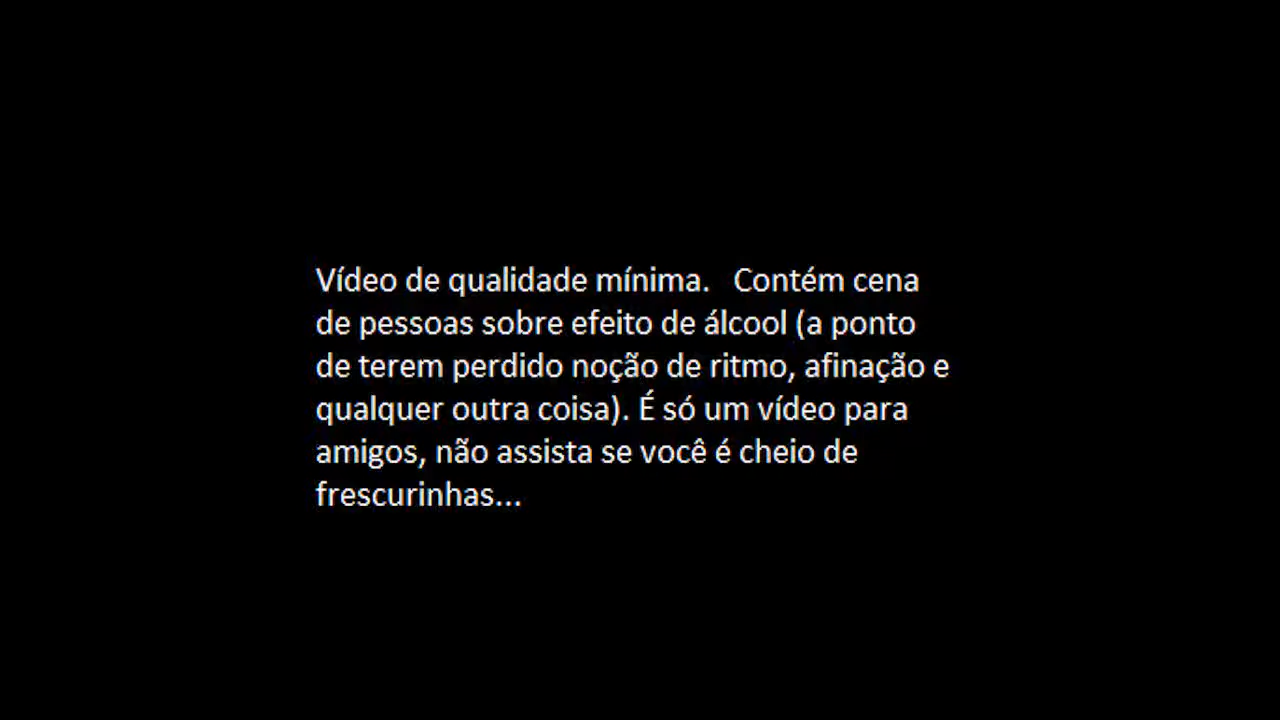 Vídeo de qualidade mínima.   Contém cena
de pessoas sobre efeito de álcool (a ponto
de terem perdido noção de ritmo, afinação e
qualquer outra coisa). É só um vídeo para
amigos, não assista se você é cheio de
frescurinhas...